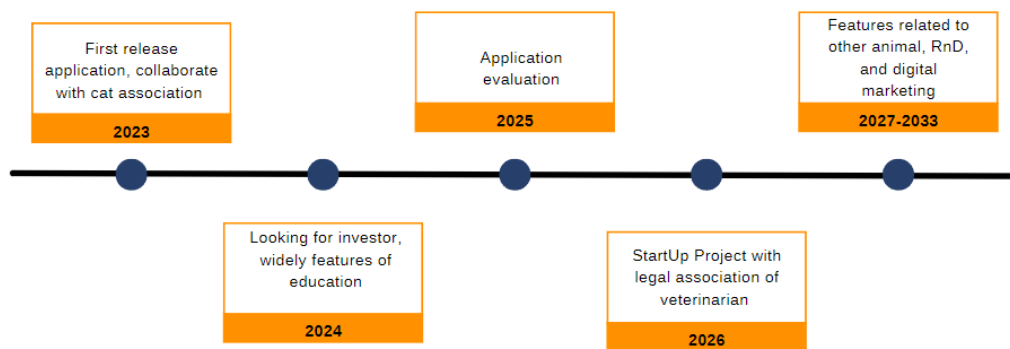 First release
application, collaborate
with cat association
2023
Looking for investor,
widely features of
education
2024
Application
evaluation
2025
StartUp Project with
legal association of
veterinarian
2026
Features related to
other animal, RnD,
and digital
marketing
2027-2033